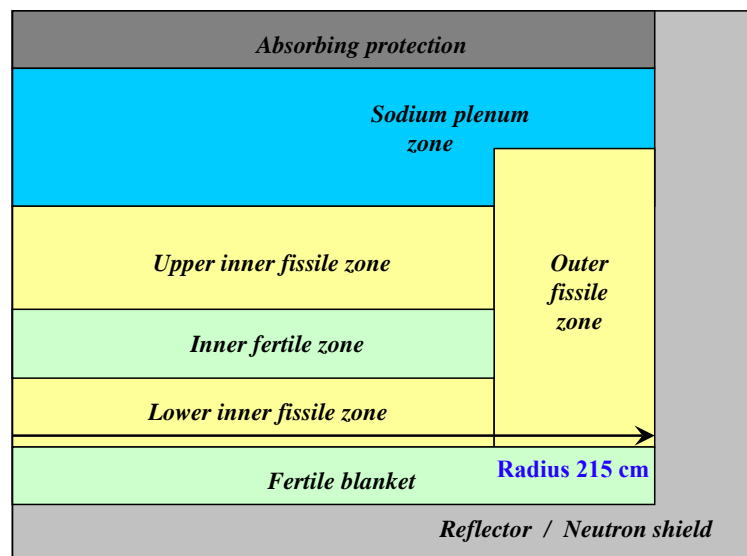 Absorbing protection
Sodium plenum
zone
Upper inner fissile zone
Outer
fissile
zone
Inner fertile zone
Lower inner fissile zone
Radius 215 cm
Fertile blanket
Reflector / Neutron shield